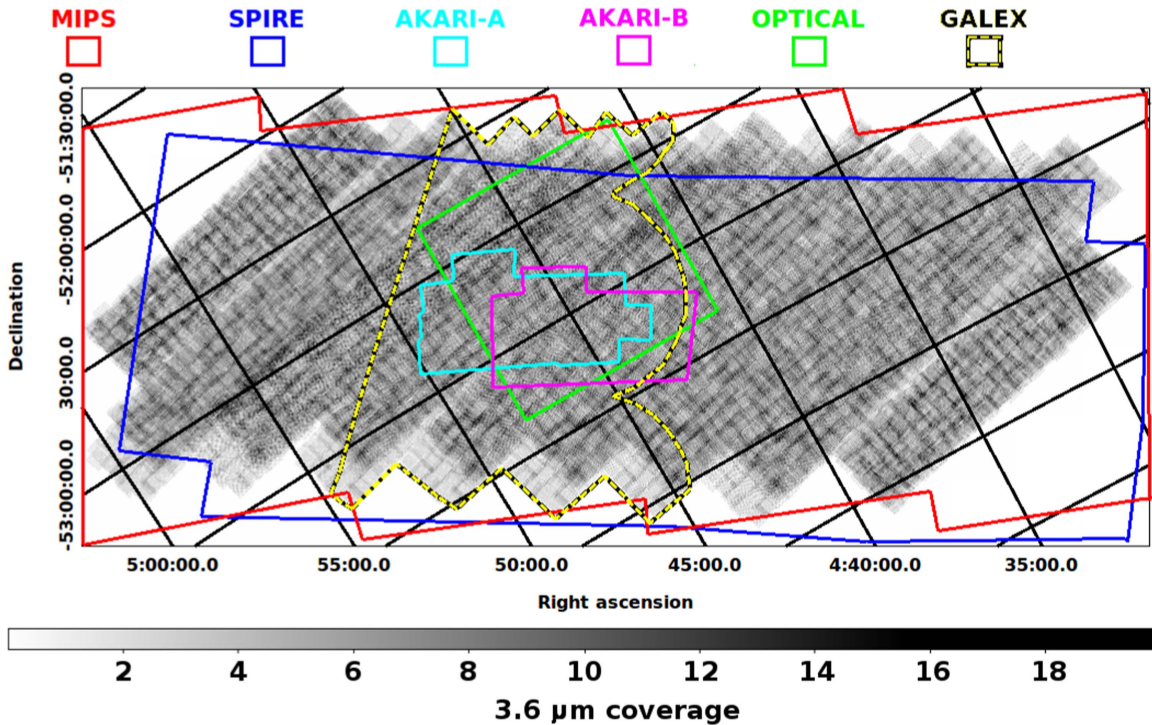 MIPS SPIRE AKARI-A AKARI-B OPTICAL GALEX
-51:30:00.0
-52:00:00.0
30:00.0
-53:00:00.0
Declination
5:00:00.0 55:00.0 50:00.0 45:00.0 4:40:00.0 35:00.0
Right ascension
2 4 6 8 10 12 14 16 18
3.6 μm coverage